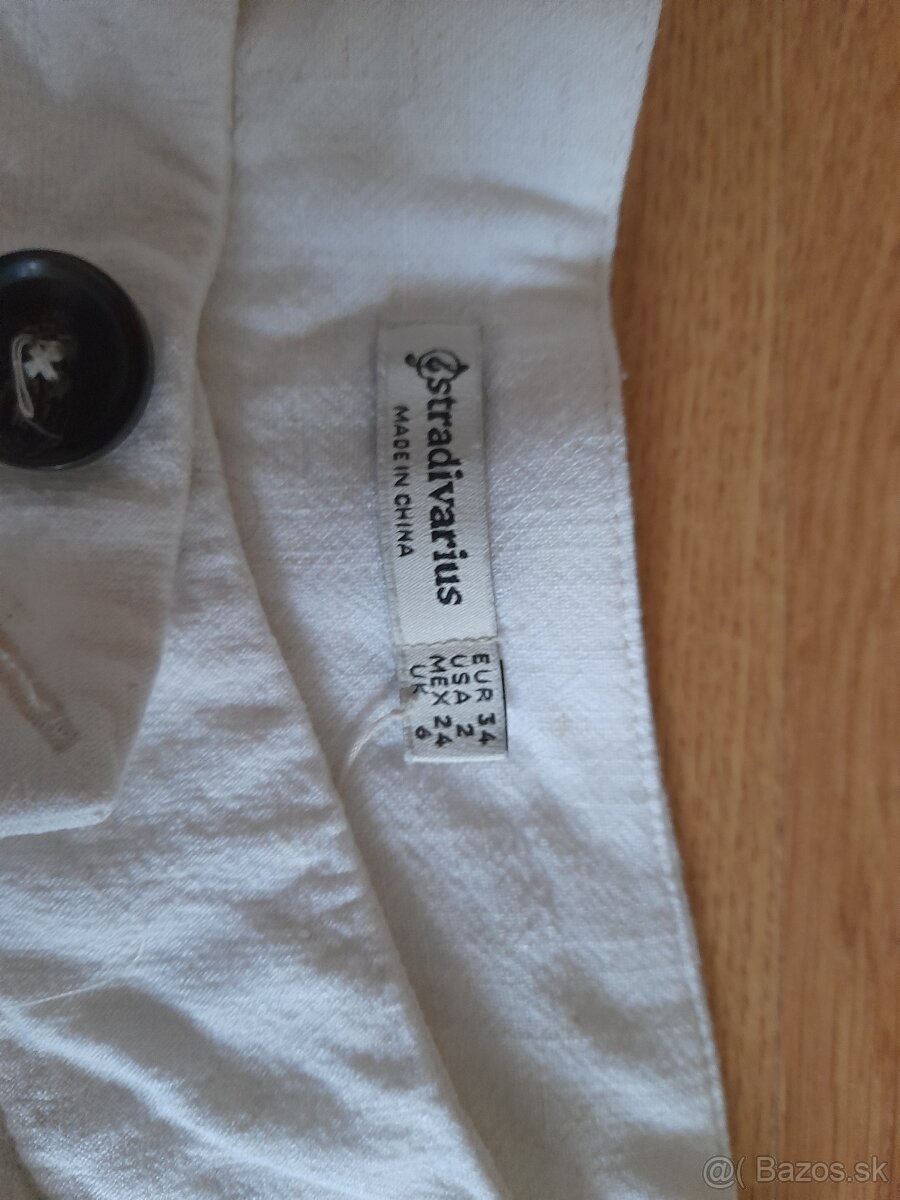 stradivarius
MADE IN CHINA
EUR 34
USA 2
MEX 24
UK 6
@( Bazos.sk